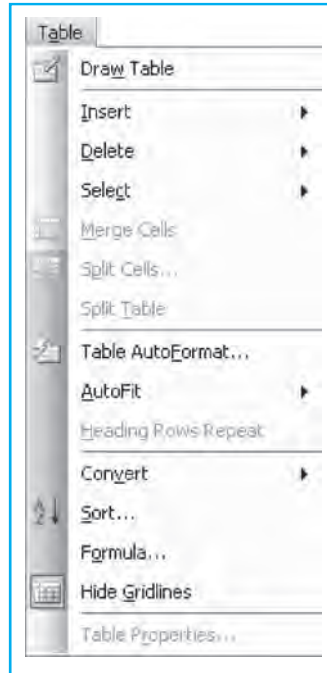 Table
Draw Table
Insert
Delete
Select
Merge Cells
Split Cells...
Split Table
Table AutoFormat...
AutoFit
Heading Rows Repeat
Convert
Sort...
Formula...
Hide Gridlines
Table Properties...